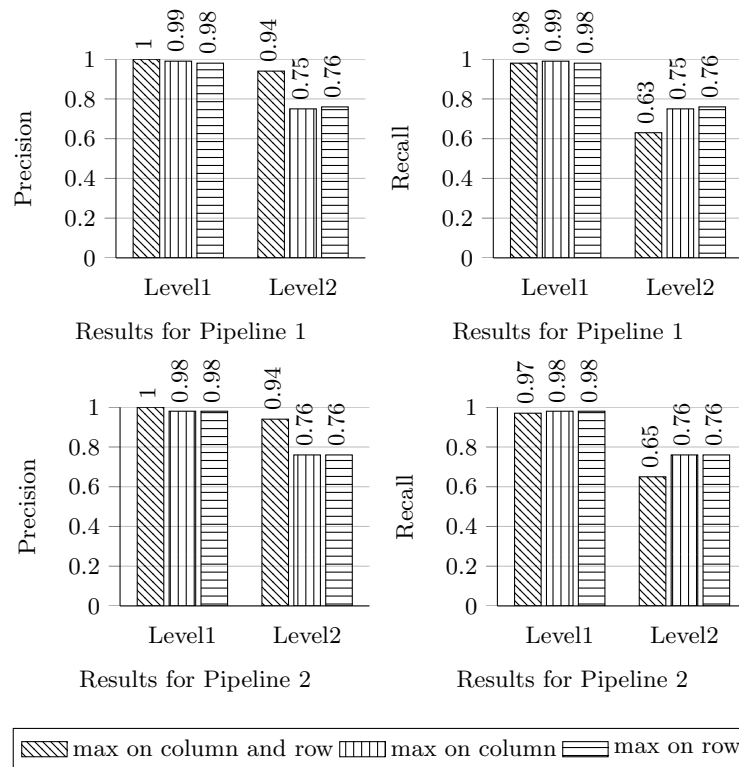 1 0.99 0.98 0.94 0.75 0.76
1
0.8
0.6
0.4
0.2
0
Precision
Level1 Level2
Results for Pipeline 1
0.98 0.99 0.98 0.63 0.75 0.76
1
0.8
0.6
0.4
0.2
0
Recall
Level1 Level2
Results for Pipeline 1
1 0.98 0.98 0.94 0.76 0.76
1
0.8
0.6
0.4
0.2
0
Precision
Level1 Level2
Results for Pipeline 2
0.97 0.98 0.98 0.65 0.76 0.76
1
0.8
0.6
0.4
0.2
0
Recall
Level1 Level2
Results for Pipeline 2
max on column and row max on column max on row